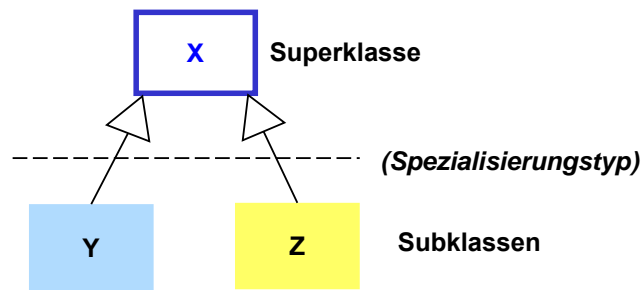 X
Superklasse
(Spezialisierungstyp)
Y
Z
Subklassen